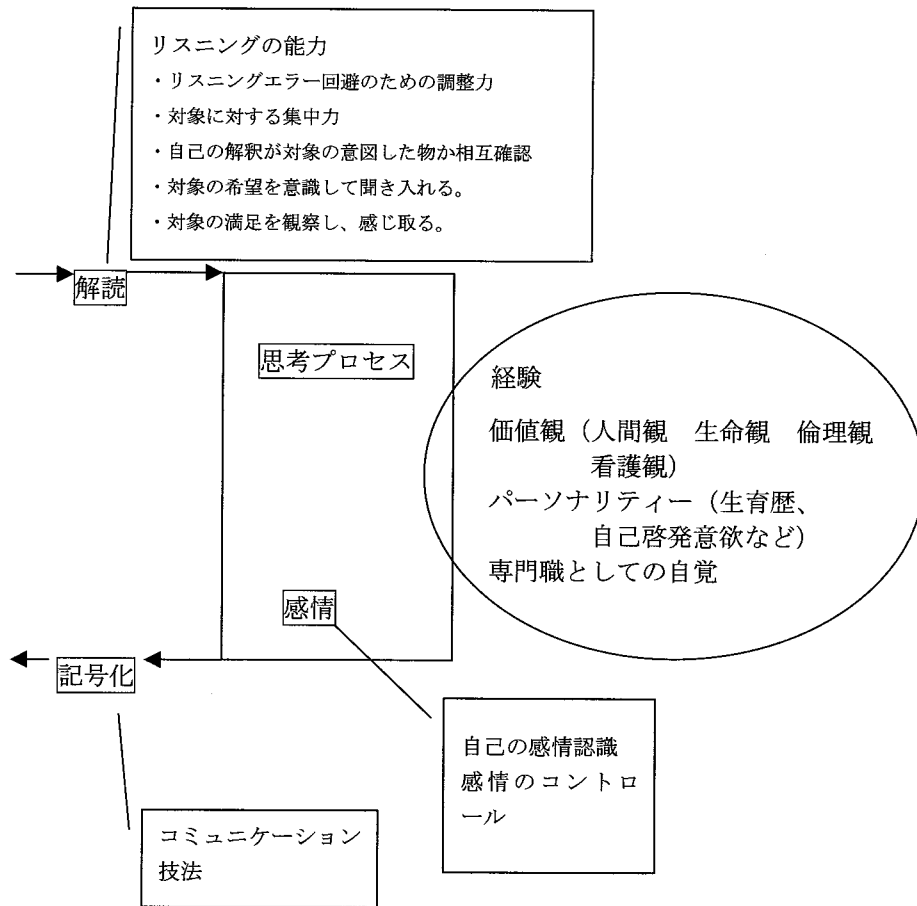 リスニングの能力
・リスニングエラー回避のための調整力
・対象に対する集中力
・自己の解釈が対象の意図した物か相互確認
・対象の希望を意識して聞き入れる。
・対象の満足を観察し、感じ取る。
解読
思考プロセス
経験
価値観（人間観　生命観　倫理観
看護観）
パーソナリティー（生育歴、
自己啓発意欲など）
専門職としての自覚
感情
記号化
自己の感情認識
感情のコントロ
ール
コミュニケーション
技法